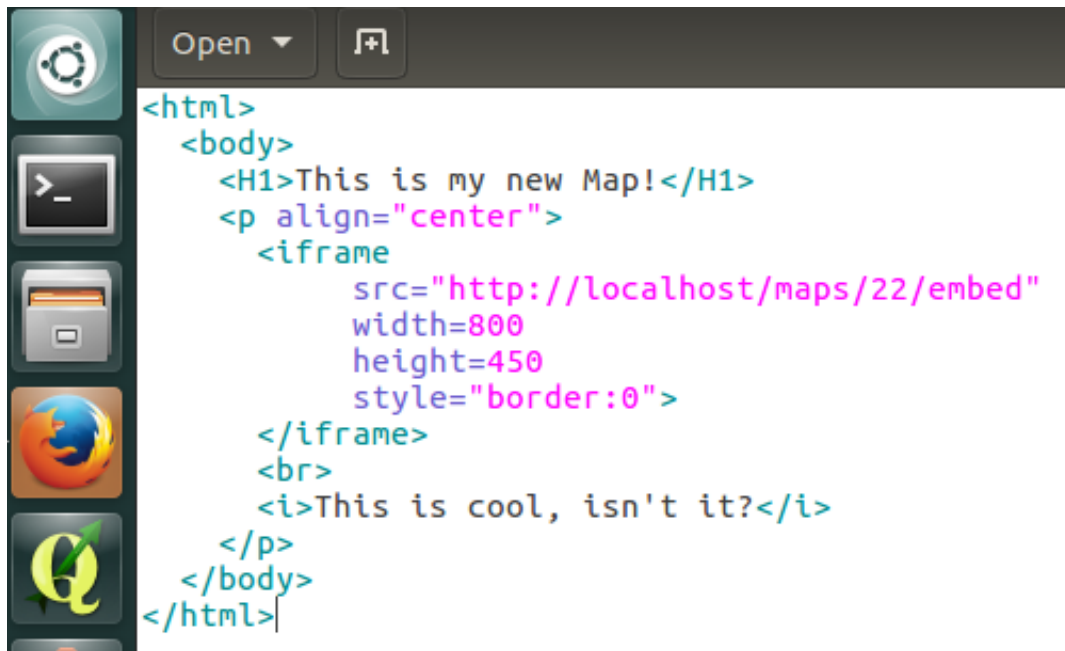 Open
<html>
  <body>
    <H1>This is my new Map!</H1>
    <p align="center">
      <iframe
           src="http://localhost/maps/22/embed"
           width=800
           height=450
           style="border:0">
      </iframe>
      <br>
      <i>This is cool, isn't it?</i>
    </p>
  </body>
</html>